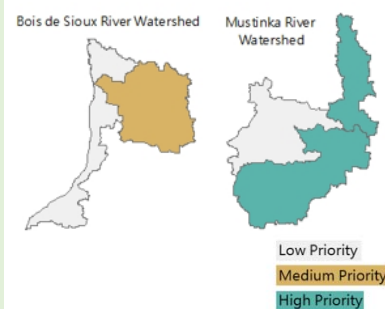 Bois de Sioux River Watershed
Mustinka River
Watershed
Low Priority
Medium Priority
High Priority